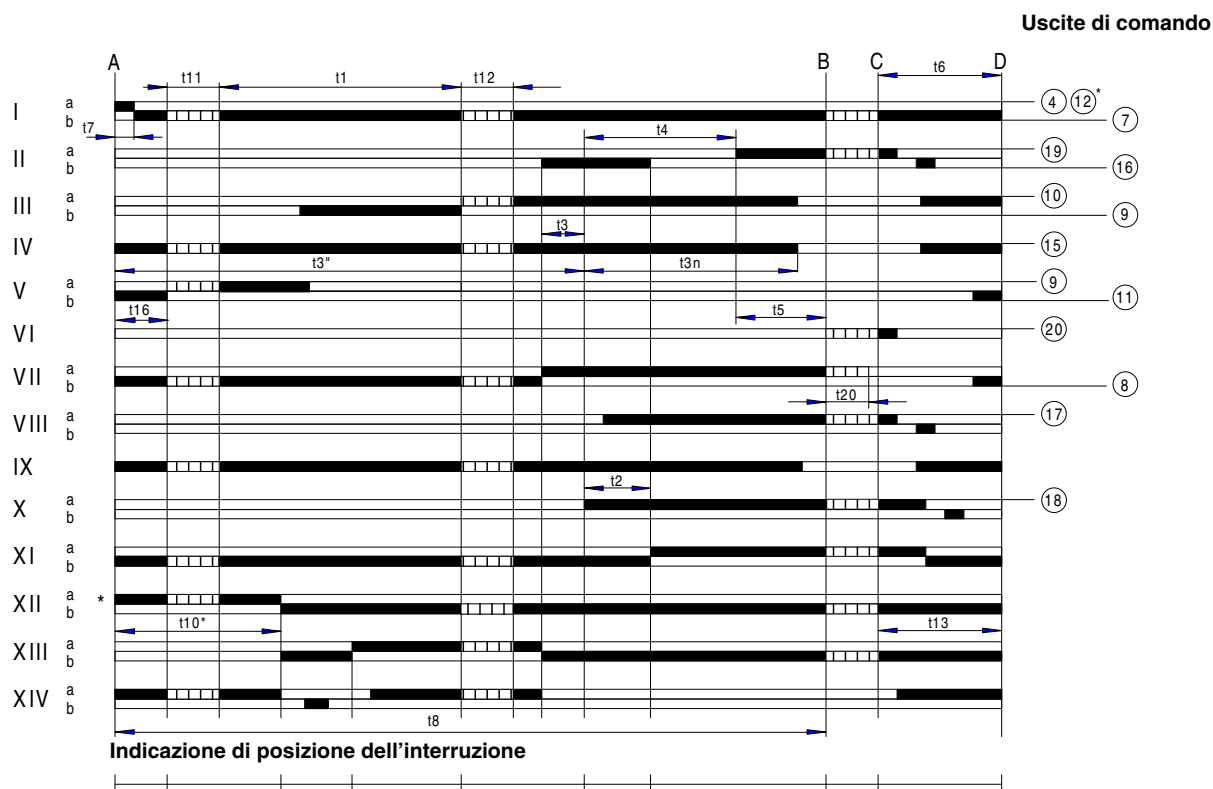 Uscite di comando
A B C D
t11 t1 t12 t6
I a b 4 12* 7
t7 t4
II a b 19 16
III a b 10 9
t3
IV 15
t3" t3n
V a b 9 11
t16 t5
VI 20
VII a b 8
t20
VIII a b 17
IX
t2
X a b 18
XI a b
XII a b *
t10* t13
XIII a b
XIV a b
t8
Indicazione di posizione dell'interruzione